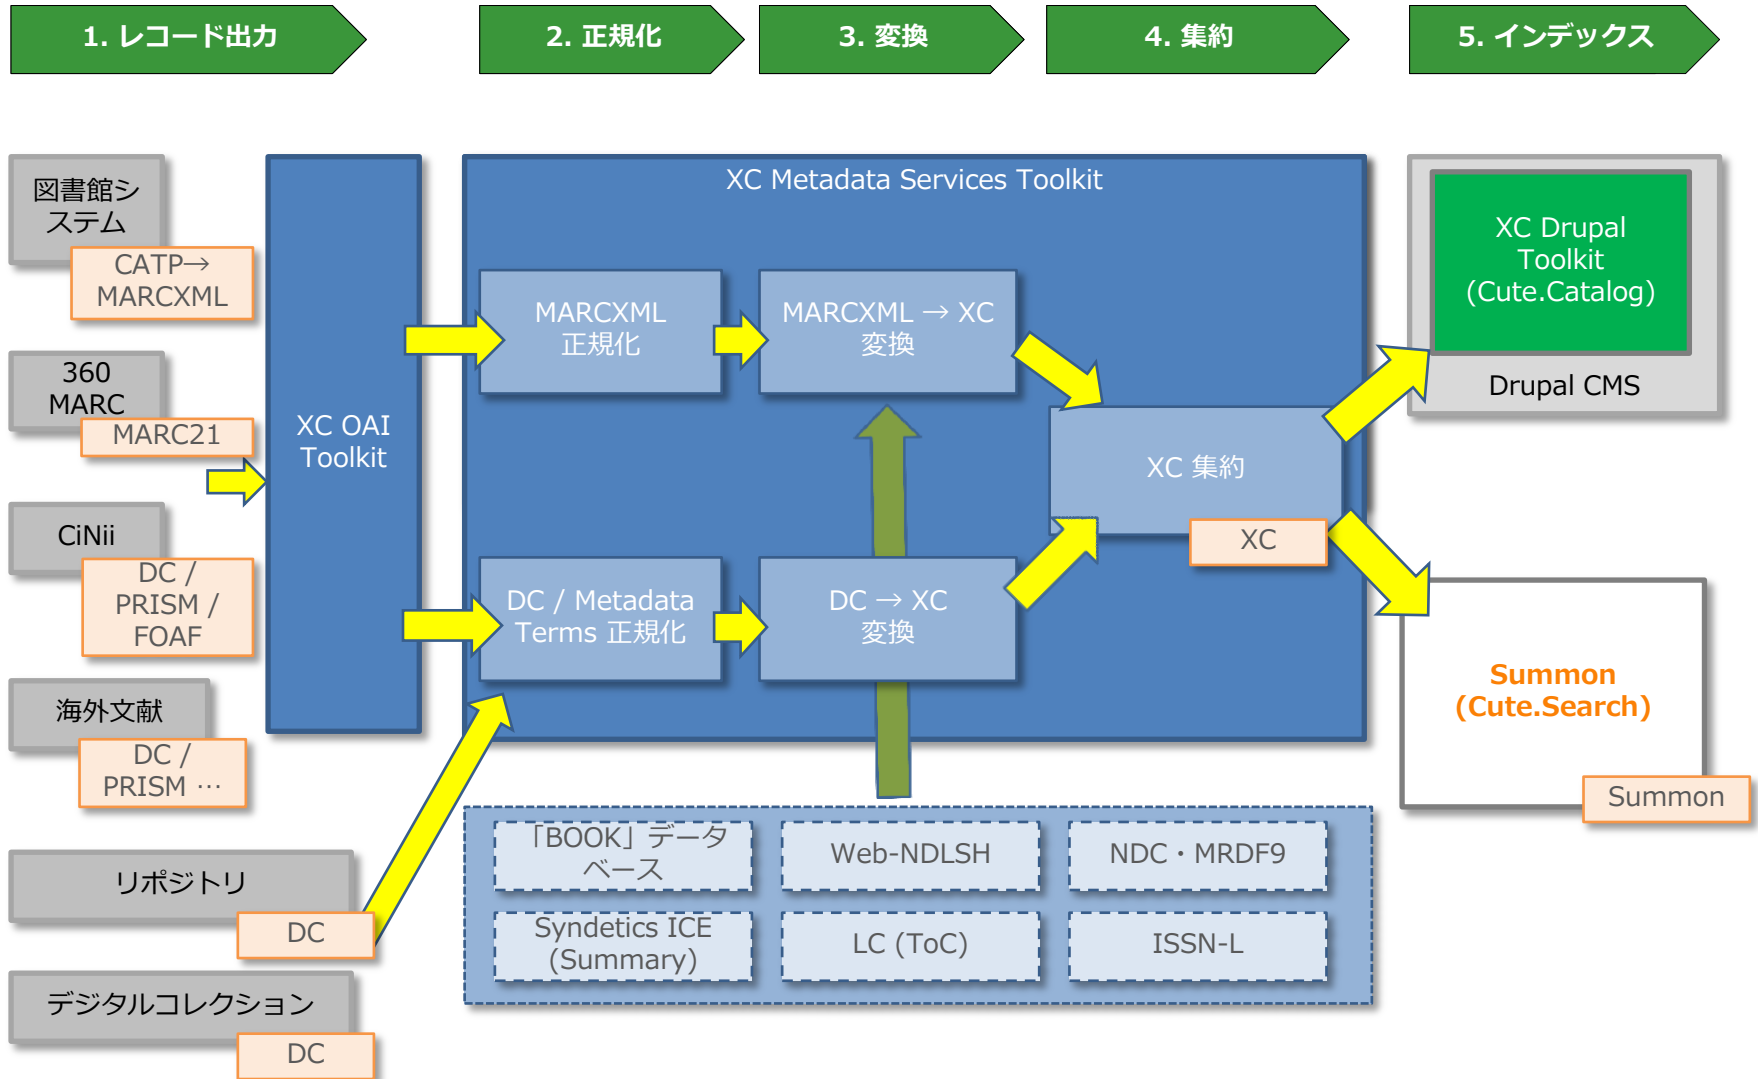 1. レコード出力
2. 正規化
3. 変換
4. 集約
5. インデックス
図書館シ
ステム
CATP→
MARCXML
360
MARC
MARC21
CiNii
DC /
PRISM /
FOAF
海外文献
DC /
PRISM …
リポジトリ
DC
デジタルコレクション
DC
XC OAI
Toolkit
XC Metadata Services Toolkit
MARCXML
正規化
MARCXML → XC
変換
DC / Metadata
Terms 正規化
DC → XC
変換
XC 集約
XC
XC Drupal
Toolkit
(Cute.Catalog)
Drupal CMS
Summon
(Cute.Search)
Summon
「BOOK」データ
ベース
Web-NDLSH
NDC・MRDF9
Syndetics ICE
(Summary)
LC (ToC)
ISSN-L